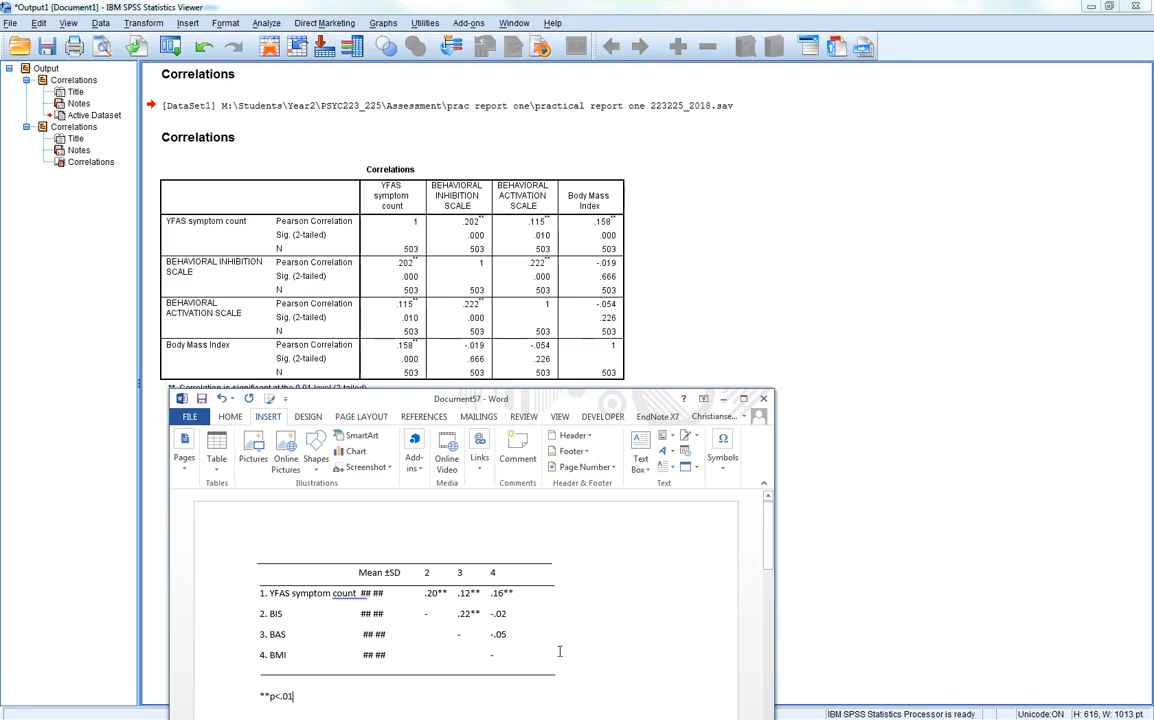 *Output1 [Document1] - IBM SPSS Statistics Viewer
File Edit View Data Transform Insert Format Analyze Direct Marketing Graphs Utilities Add-ons Window Help
Output
Correlations
Title
Notes
Active Dataset
Correlations
Title
Notes
Correlations
Correlations
[DataSet1] M:\Students\Year2\PSYC223_225\Assessment\prac report one\practical report one 223225_2018.sav
Correlations
Correlations
YFAS symptom count BEHAVIORAL INHIBITION SCALE BEHAVIORAL ACTIVATION SCALE Body Mass Index
YFAS symptom count Pearson Correlation 1 .202** .115** .158**
Sig. (2-tailed) .000 .010 .000
N 503 503 503 503
BEHAVIORAL INHIBITION SCALE Pearson Correlation .202** 1 .222** -.019
Sig. (2-tailed) .000 .000 .666
N 503 503 503 503
BEHAVIORAL ACTIVATION SCALE Pearson Correlation .115** .222** 1 -.054
Sig. (2-tailed) .010 .000 .226
N 503 503 503 503
Body Mass Index Pearson Correlation .158** -.019 -.054 1
Sig. (2-tailed) .000 .666 .226
N 503 503 503 503
**. Correlation is significant at the 0.01 level (2-tailed)
Document57 - Word
FILE HOME INSERT DESIGN PAGE LAYOUT REFERENCES MAILINGS REVIEW VIEW DEVELOPER EndNote X7 Christianse...
Pages Table Pictures Online Pictures Shapes SmartArt Chart Screenshot Add-ins Online Video Links Comment Header Footer Page Number Text Box Symbols
Tables Illustrations Media Comments Header & Footer Text
Mean ±SD 2 3 4
1. YFAS symptom count ## ## .20** .12** .16**
2. BIS ## ## - .22** -.02
3. BAS ## ## - -.05
4. BMI ## ## -
**p<.01
IBM SPSS Statistics Processor is ready Unicode:ON H: 616, W: 1013 pt.